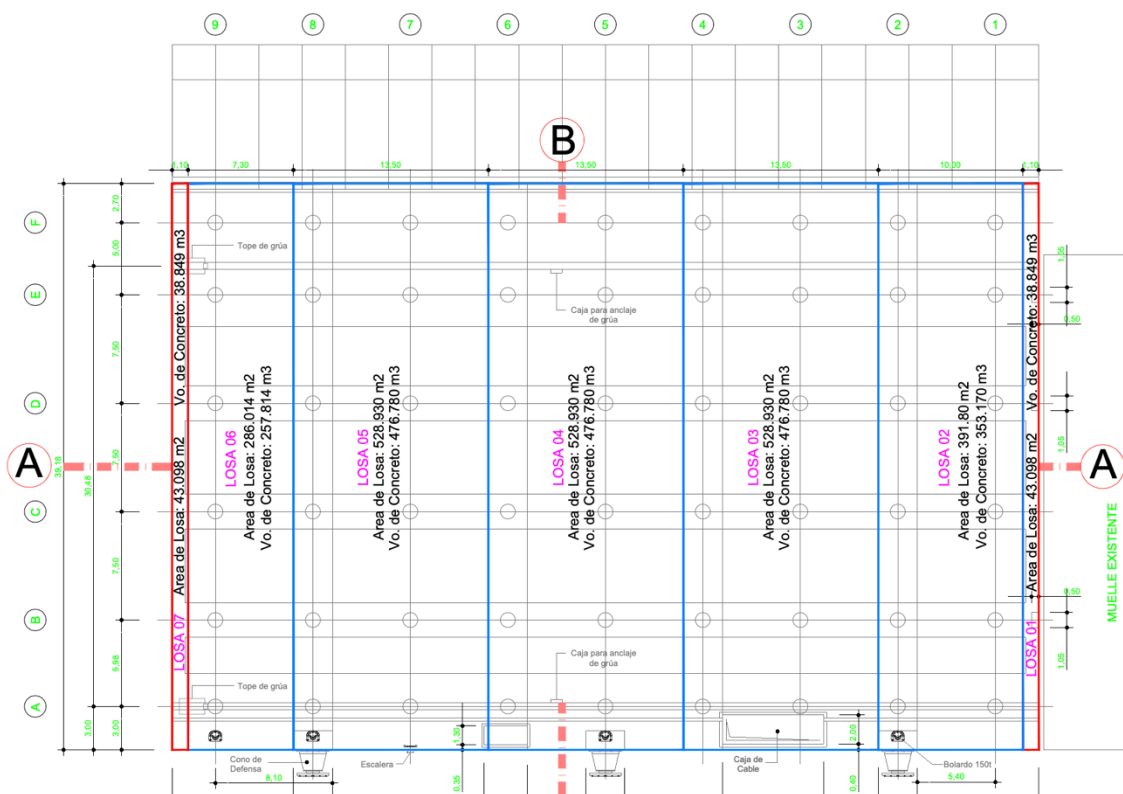 9
8
7
6
5
4
3
2
1
B
1,10
7,30
13,50
13,50
13,50
10,00
1,10
F
E
D
C
B
A
2,70
5,00
7,50
7,50
7,50
5,98
3,00
3,00
39,18
30,48
A
A
Tope de grúa
Caja para anclaje
de grúa
Vo. de Concreto: 38.849 m3
Area de Losa: 43.098 m2
LOSA 07
LOSA 06
Area de Losa: 286.014 m2
Vo. de Concreto: 257.814 m3
LOSA 05
Area de Losa: 528.930 m2
Vo. de Concreto: 476.780 m3
LOSA 04
Area de Losa: 528.930 m2
Vo. de Concreto: 476.780 m3
LOSA 03
Area de Losa: 528.930 m2
Vo. de Concreto: 476.780 m3
LOSA 02
Area de Losa: 391.80 m2
Vo. de Concreto: 353.170 m3
Vo. de Concreto: 38.849 m3
Area de Losa: 43.098 m2
LOSA 01
1,05
0,50
1,05
0,50
1,05
MUELLE EXISTENTE
Caja para anclaje
de grúa
Tope de grúa
Cono de
Defensa
8,10
Escalera
1,30
0,35
Caja de
Cable
2,00
0,40
Bolardo 150t
5,40